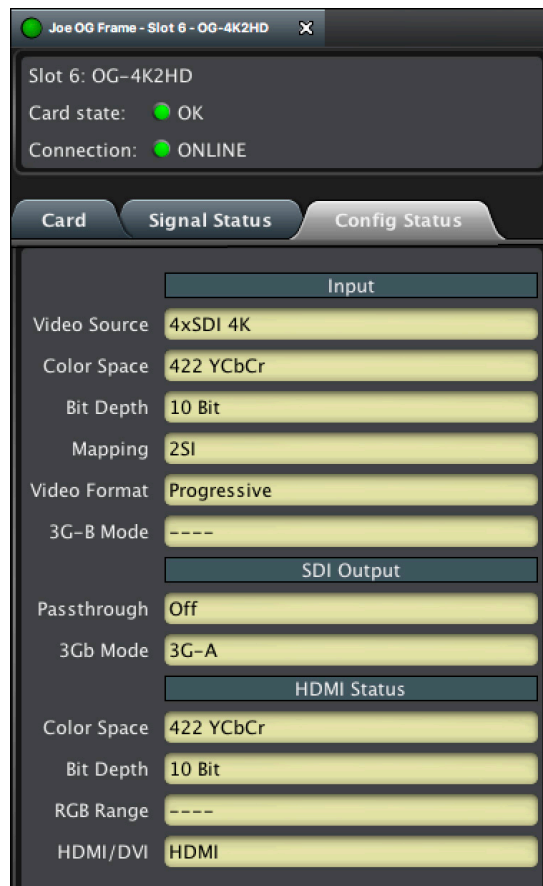 Joe OG Frame - Slot 6 - OG-4K2HD
Slot 6: OG-4K2HD
Card state: OK
Connection: ONLINE
Card Signal Status Config Status
Input
Video Source 4xSDI 4K
Color Space 422 YCbCr
Bit Depth 10 Bit
Mapping 2SI
Video Format Progressive
3G-B Mode ----
SDI Output
Passthrough Off
3Gb Mode 3G-A
HDMI Status
Color Space 422 YCbCr
Bit Depth 10 Bit
RGB Range ----
HDMI/DVI HDMI